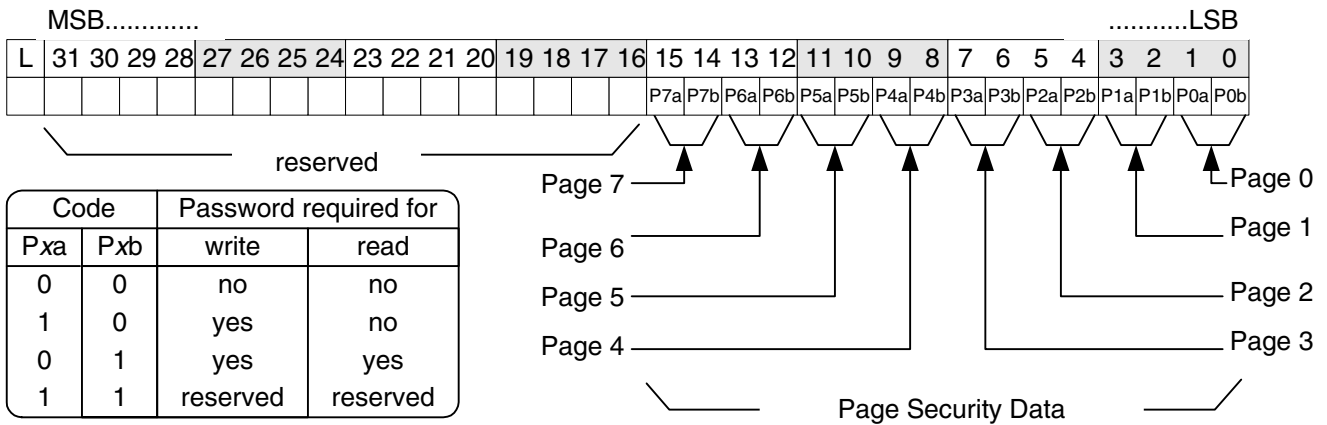 MSB............. ...........LSB
L 31 30 29 28 27 26 25 24 23 22 21 20 19 18 17 16 15 14 13 12 11 10 9 8 7 6 5 4 3 2 1 0
P7a P7b P6a P6b P5a P5b P4a P4b P3a P3b P2a P2b P1a P1b P0a P0b
reserved
Page 7 Page 0
Page 6 Page 1
Page 5 Page 2
Page 4 Page 3
Page Security Data
Code Password required for
Pxa Pxb write read
0 0 no no
1 0 yes no
0 1 yes yes
1 1 reserved reserved